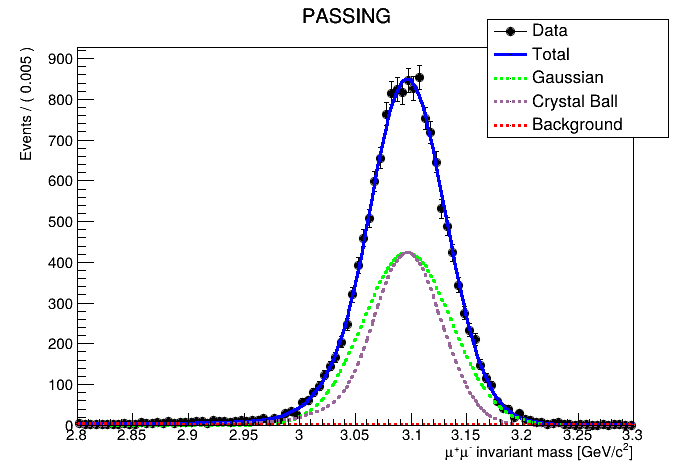 PASSING
Data
Total
Gaussian
Crystal Ball
Background
Events / ( 0.005 )
900
800
700
600
500
400
300
200
100
0
2.8 2.85 2.9 2.95 3 3.05 3.1 3.15 3.2 3.25 3.3
μ⁺μ⁻ invariant mass [GeV/c²]